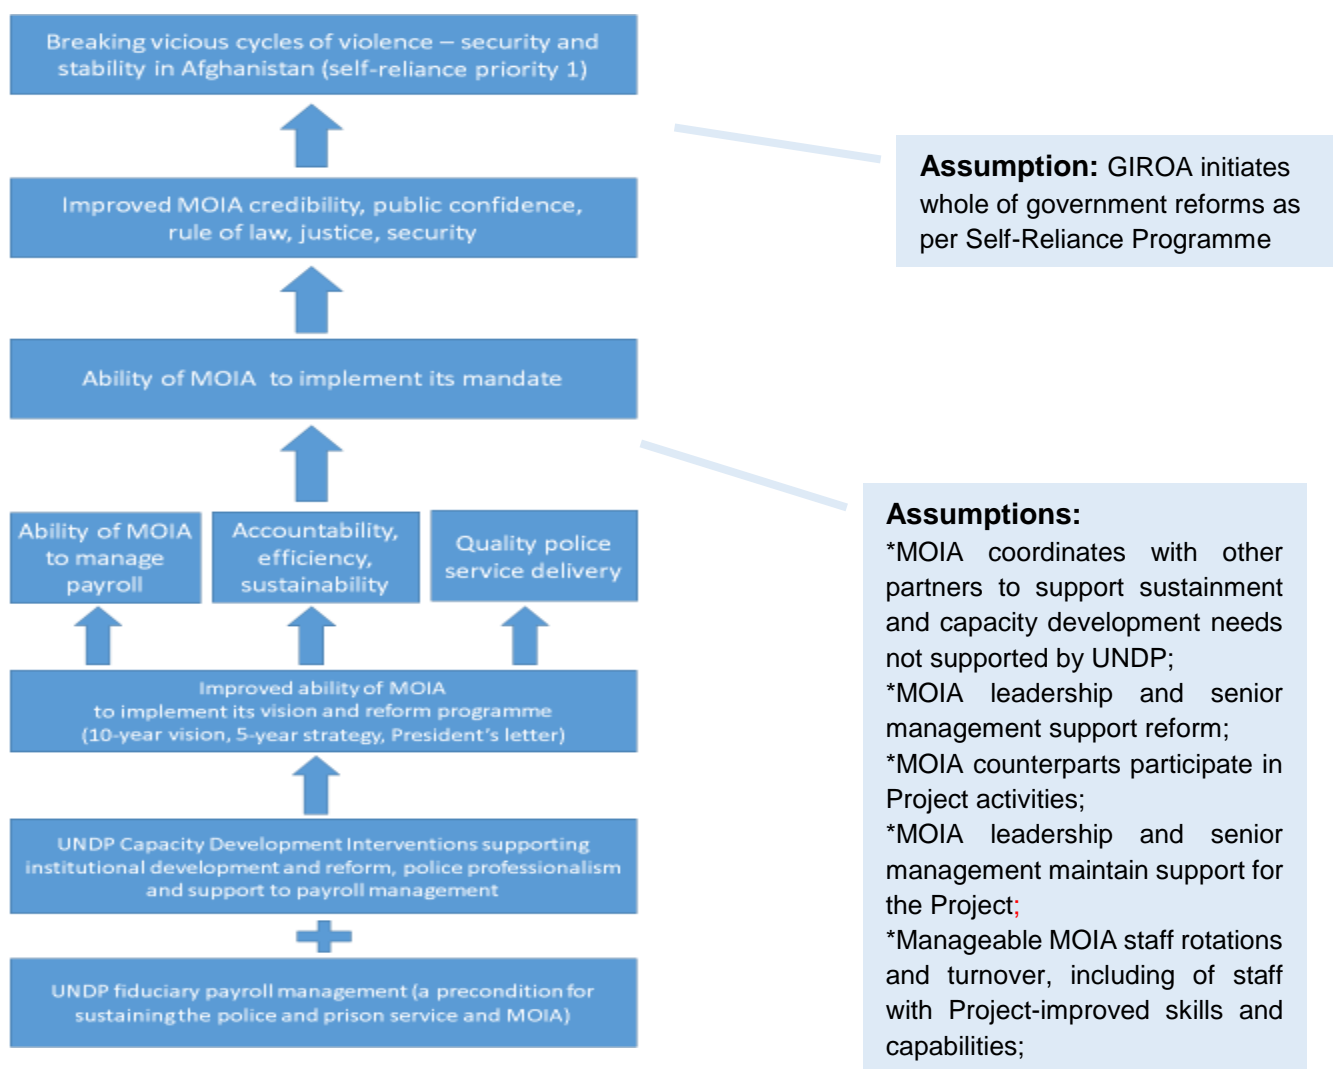 Breaking vicious cycles of violence – security and
stability in Afghanistan (self-reliance priority 1)
Improved MOIA credibility, public confidence,
rule of law, justice, security
Ability of MOIA to implement its mandate
Ability of MOIA
to manage
payroll
Accountability,
efficiency,
sustainability
Quality police
service delivery
Improved ability of MOIA
to implement its vision and reform programme
(10-year vision, 5-year strategy, President's letter)
UNDP Capacity Development Interventions supporting
institutional development and reform, police professionalism
and support to payroll management
UNDP fiduciary payroll management (a precondition for
sustaining the police and prison service and MOIA)
Assumption: GIROA initiates
whole of government reforms as
per Self-Reliance Programme
Assumptions:
*MOIA coordinates with other
partners to support sustainment
and capacity development needs
not supported by UNDP;
*MOIA leadership and senior
management support reform;
*MOIA counterparts participate in
Project activities;
*MOIA leadership and senior
management maintain support for
the Project;
*Manageable MOIA staff rotations
and turnover, including of staff
with Project-improved skills and
capabilities;